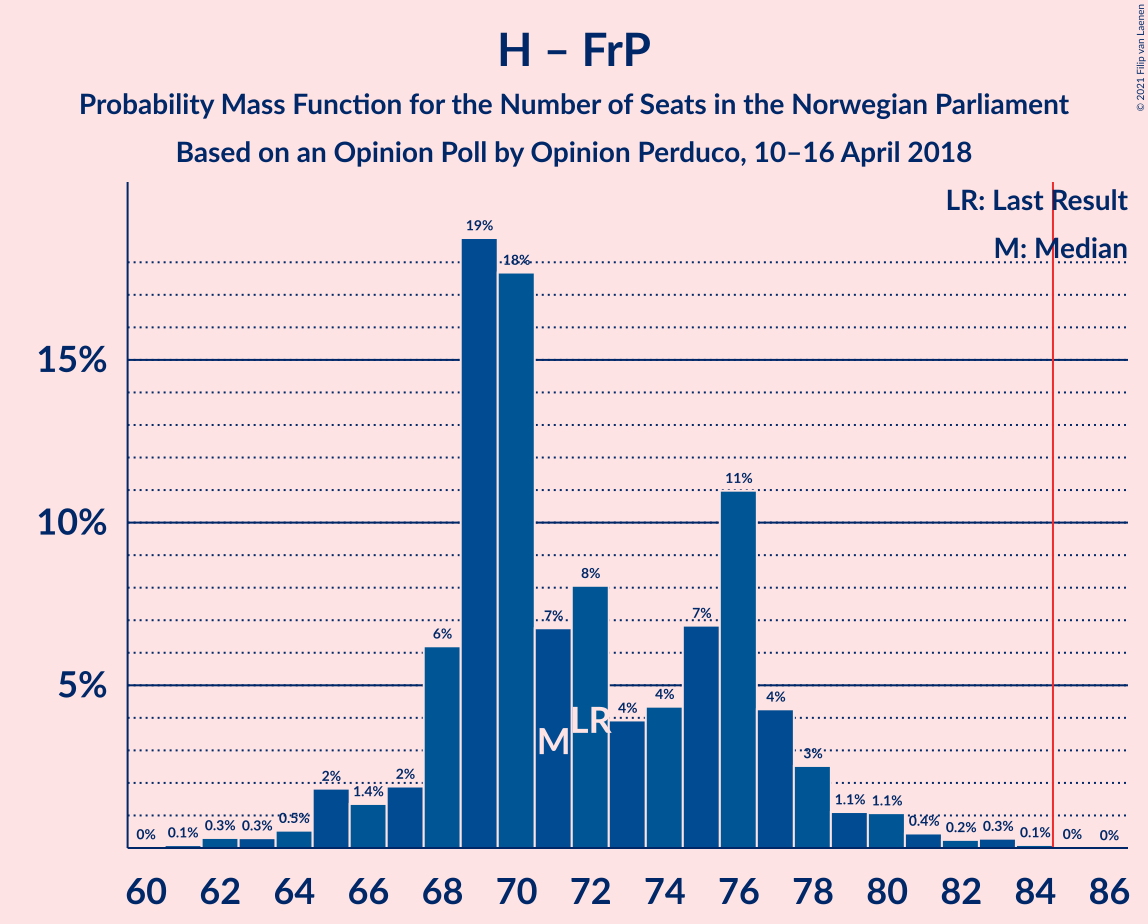 H – FrP
Probability Mass Function for the Number of Seats in the Norwegian Parliament
Based on an Opinion Poll by Opinion Perduco, 10–16 April 2018
© 2021 Filip van Laenen
LR: Last Result
M: Median
15%
10%
5%
0% 0.1% 0.3% 0.3% 0.5% 2% 1.4% 2% 6% 19% 18% 7% 8% 4% 4% 7% 11% 4% 3% 1.1% 1.1% 0.4% 0.2% 0.3% 0.1% 0% 0%
M LR
60 62 64 66 68 70 72 74 76 78 80 82 84 86